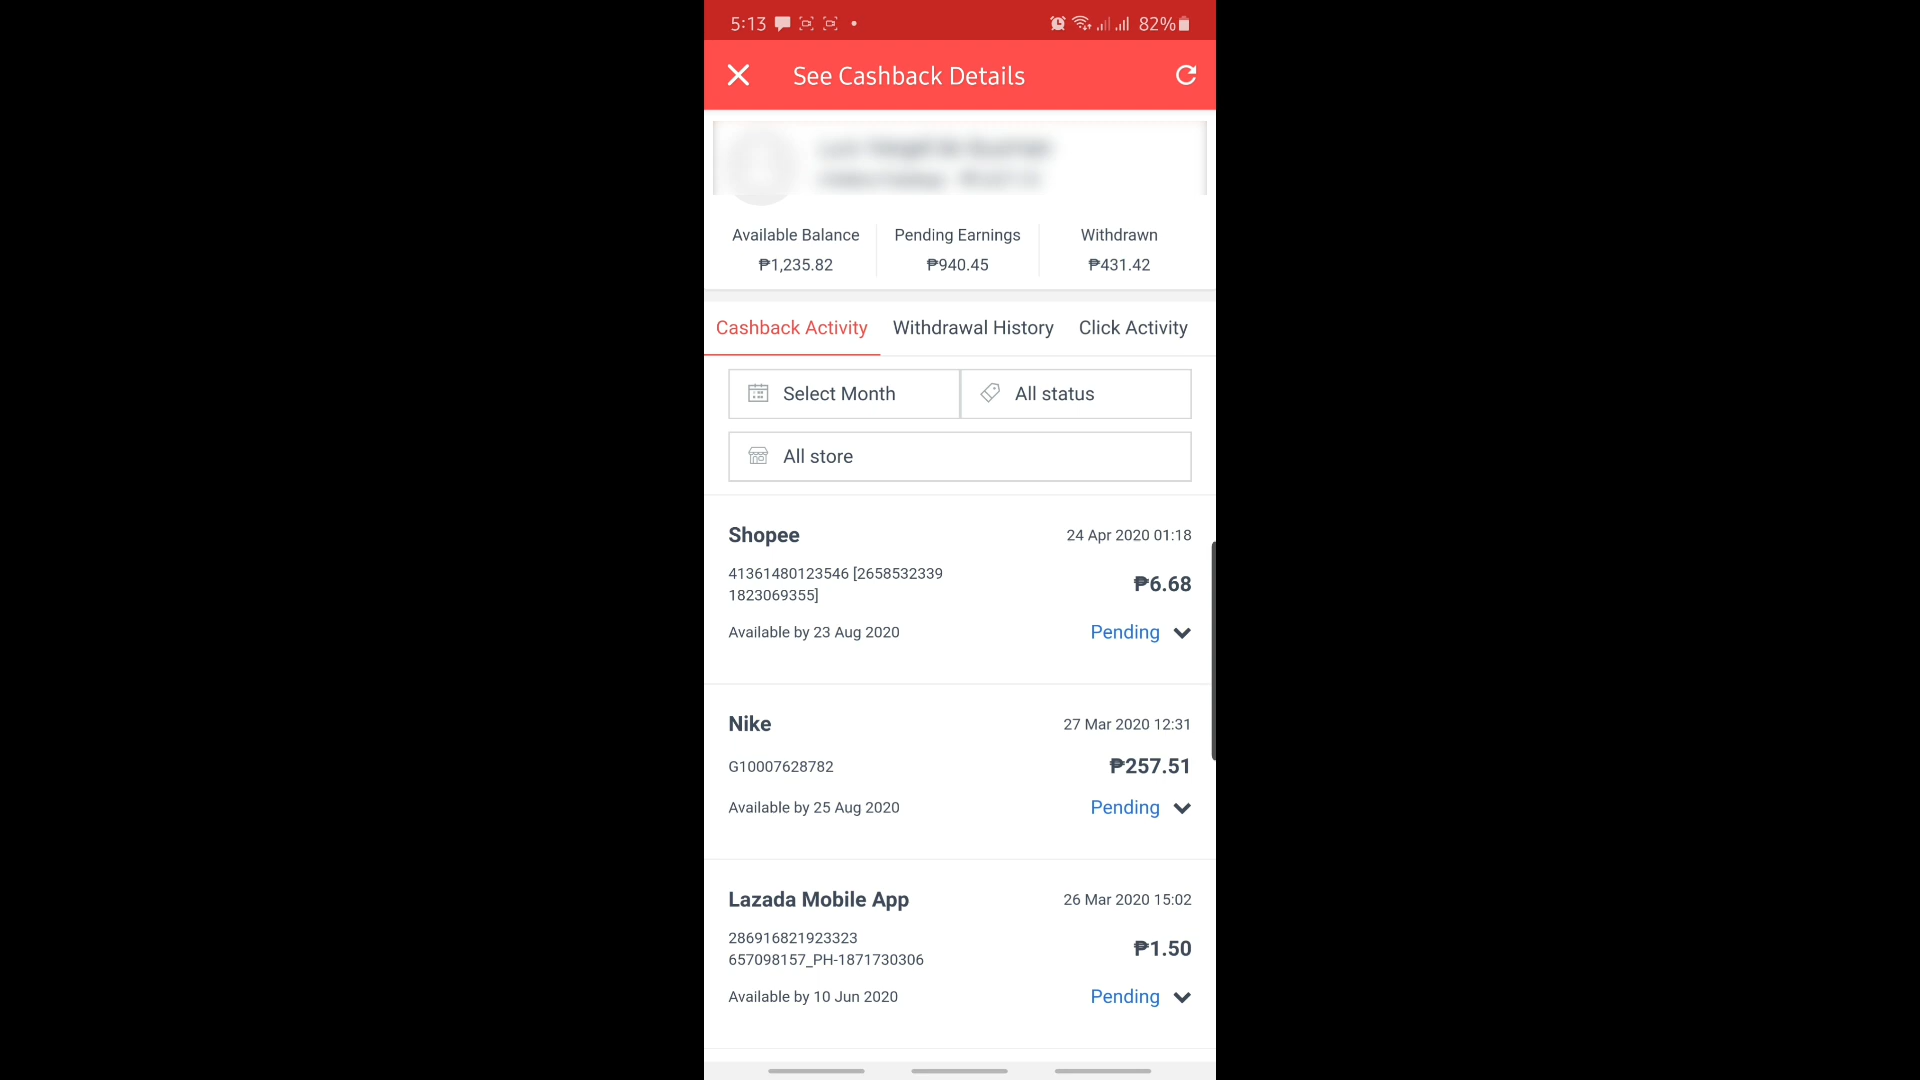 5:13
82%
See Cashback Details
Available Balance
Pending Earnings
Withdrawn
₱1,235.82
₱940.45
₱431.42
Cashback Activity
Withdrawal History
Click Activity
Select Month
All status
All store
Shopee
24 Apr 2020 01:18
41361480123546 [2658532339
1823069355]
₱6.68
Available by 23 Aug 2020
Pending
Nike
27 Mar 2020 12:31
G10007628782
₱257.51
Available by 25 Aug 2020
Pending
Lazada Mobile App
26 Mar 2020 15:02
286916821923323
657098157_PH-1871730306
₱1.50
Available by 10 Jun 2020
Pending